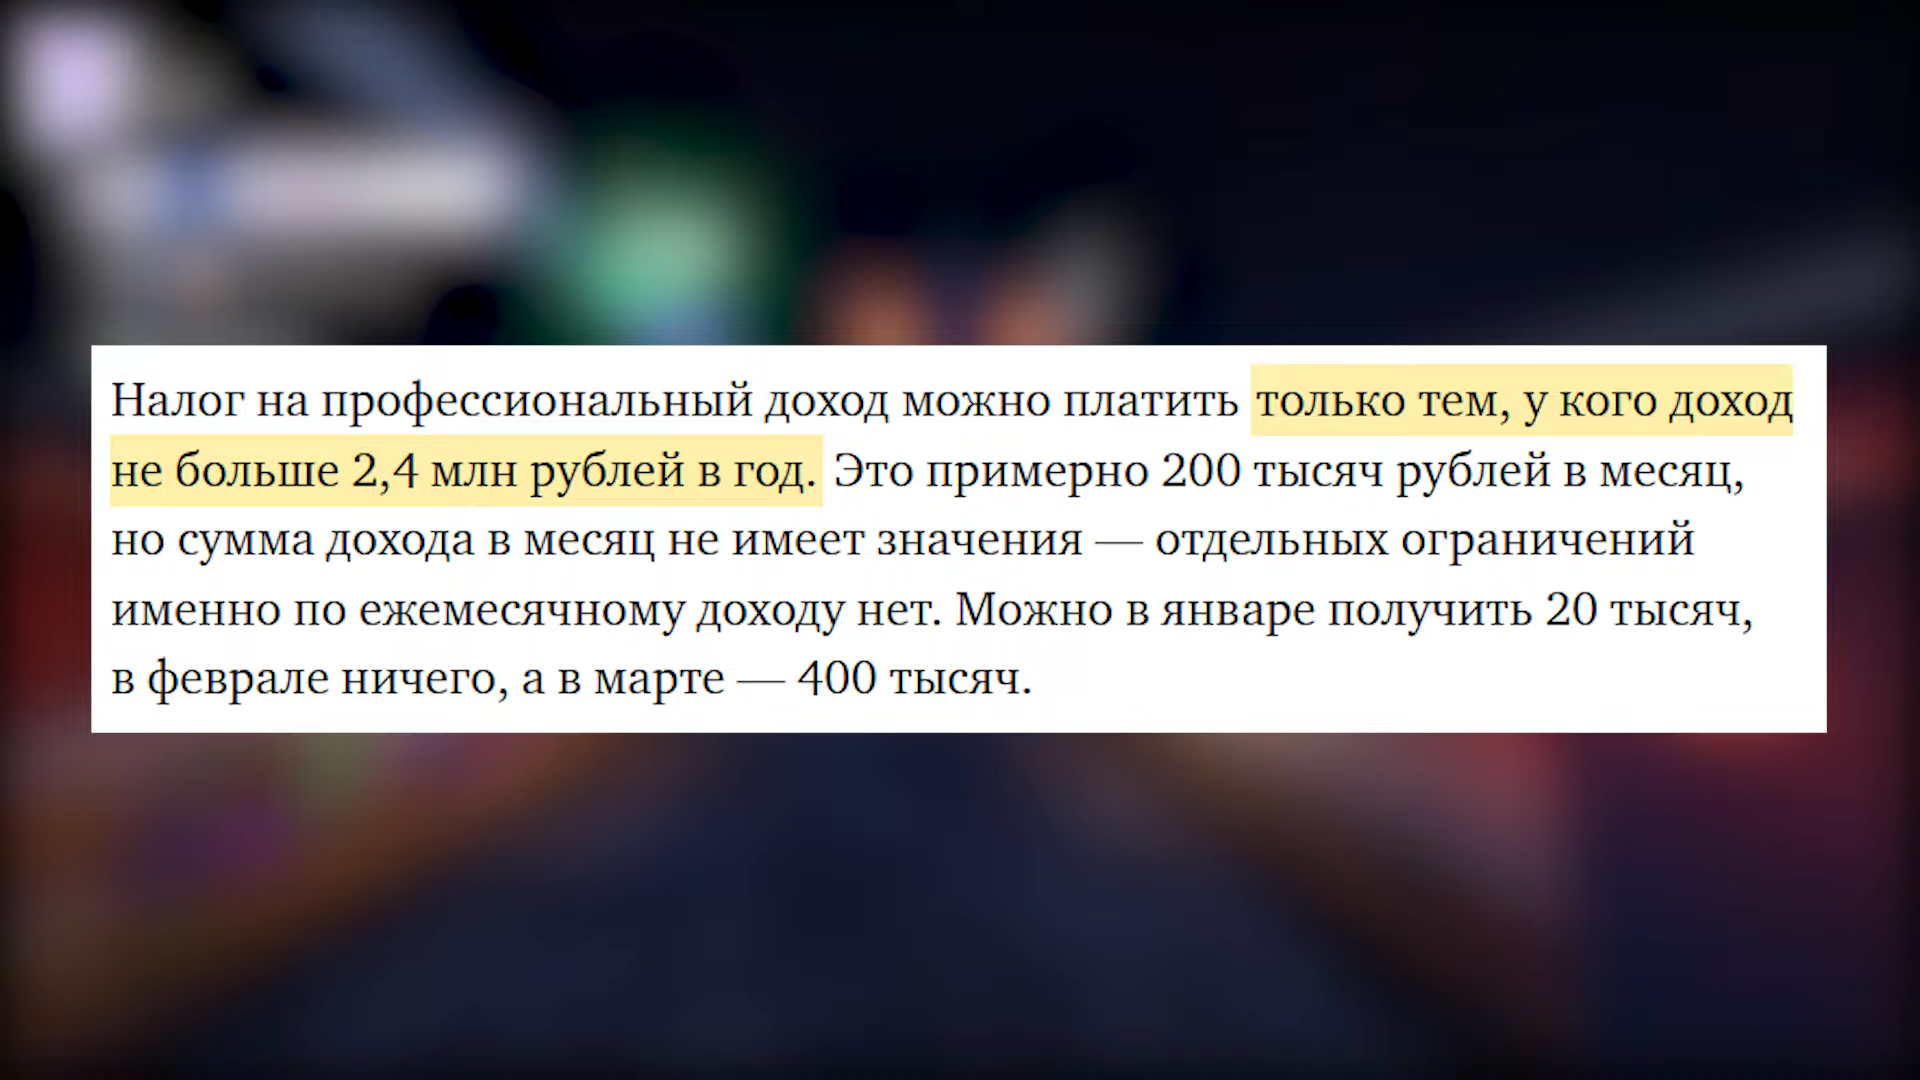 Налог на профессиональный доход можно платить только тем, у кого доход
не больше 2,4 млн рублей в год. Это примерно 200 тысяч рублей в месяц,
но сумма дохода в месяц не имеет значения — отдельных ограничений
именно по ежемесячному доходу нет. Можно в январе получить 20 тысяч,
в феврале ничего, а в марте — 400 тысяч.